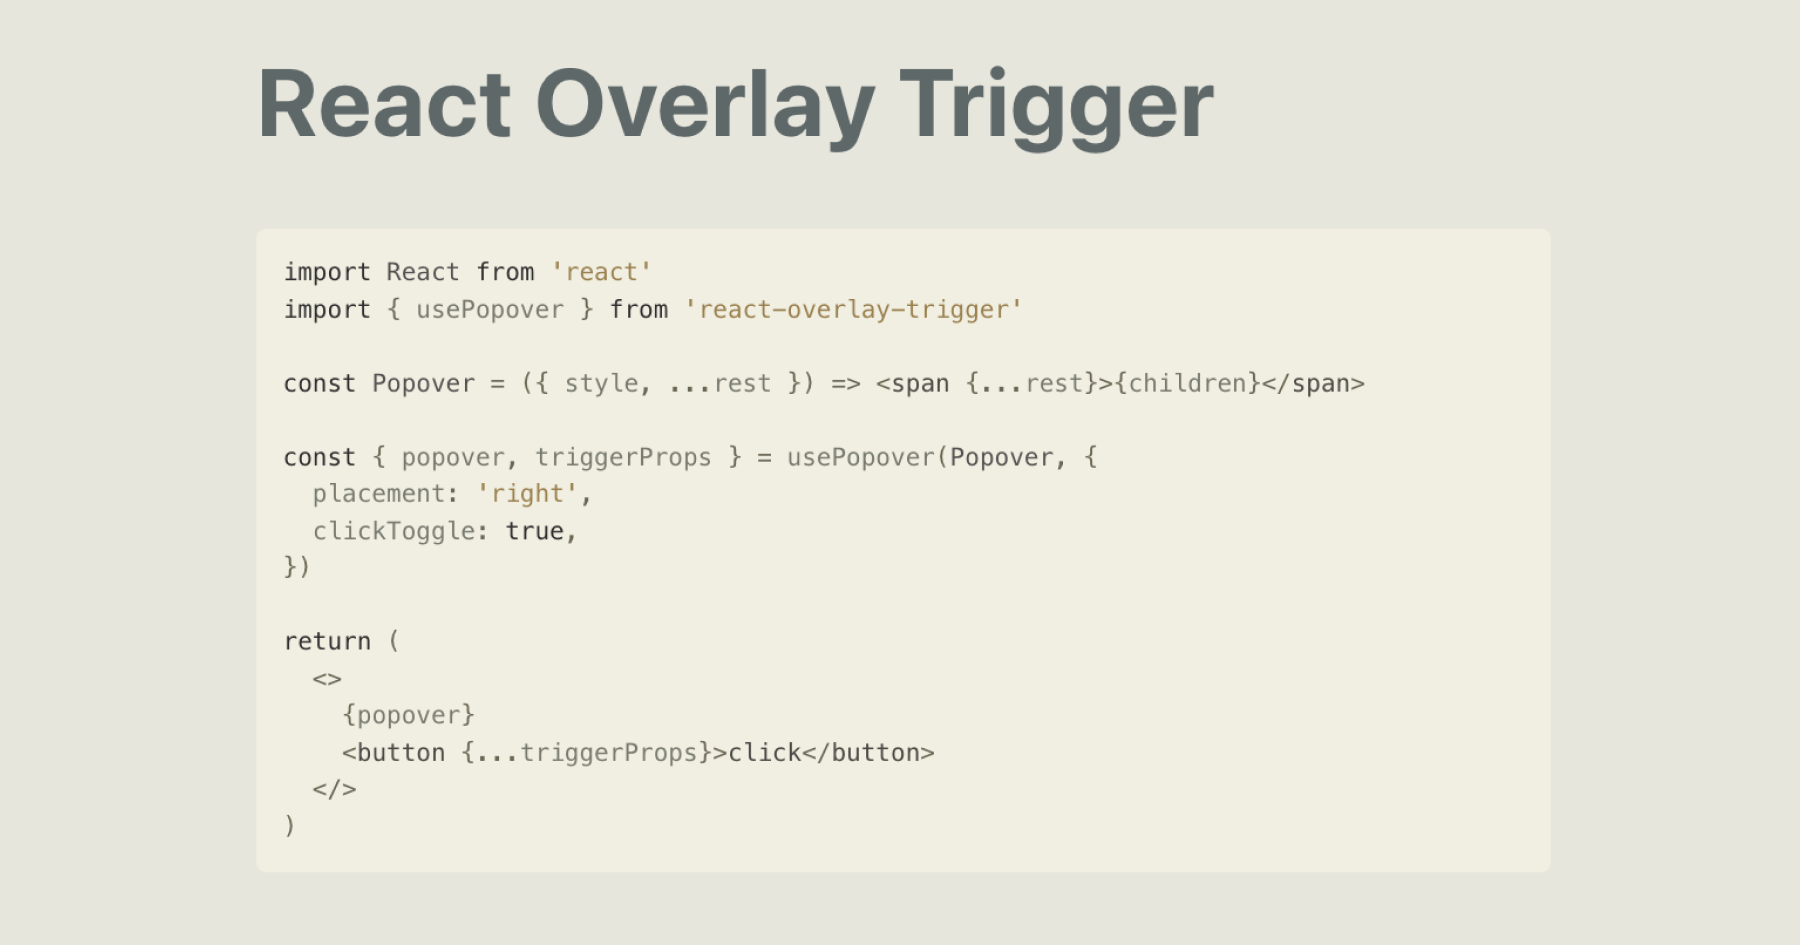 React Overlay Trigger
import React from 'react'
import { usePopover } from 'react-overlay-trigger'
const Popover = ({ style, ...rest }) => <span {...rest}>{children}</span>
const { popover, triggerProps } = usePopover(Popover, {
  placement: 'right',
  clickToggle: true,
})
return (
  <>
    {popover}
    <button {...triggerProps}>click</button>
  </>
)